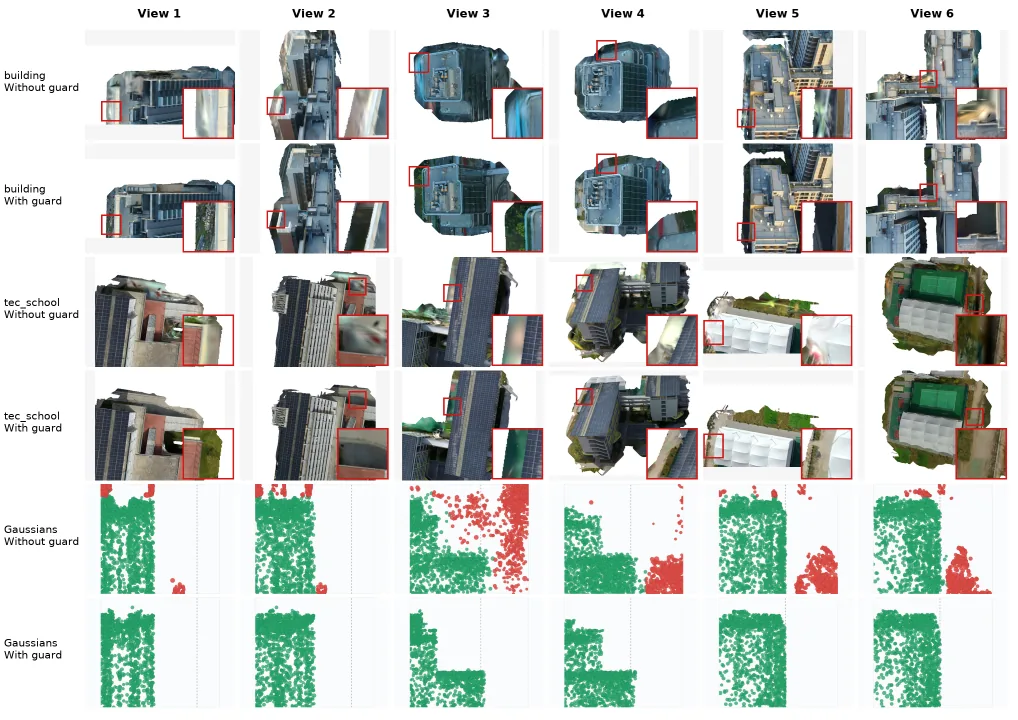 View 1 View 2 View 3 View 4 View 5 View 6
building
Without guard
building
With guard
tec_school
Without guard
tec_school
With guard
Gaussians
Without guard
Gaussians
With guard